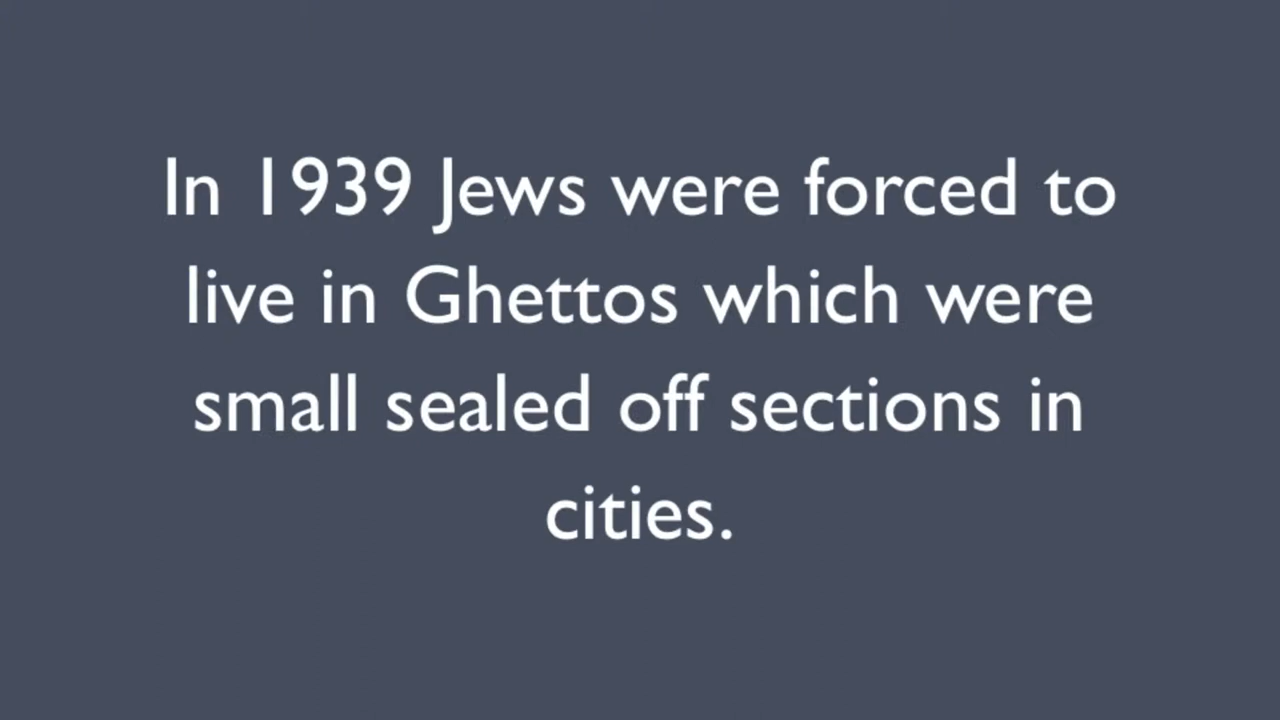 In 1939 Jews were forced to
live in Ghettos which were
small sealed off sections in
cities.